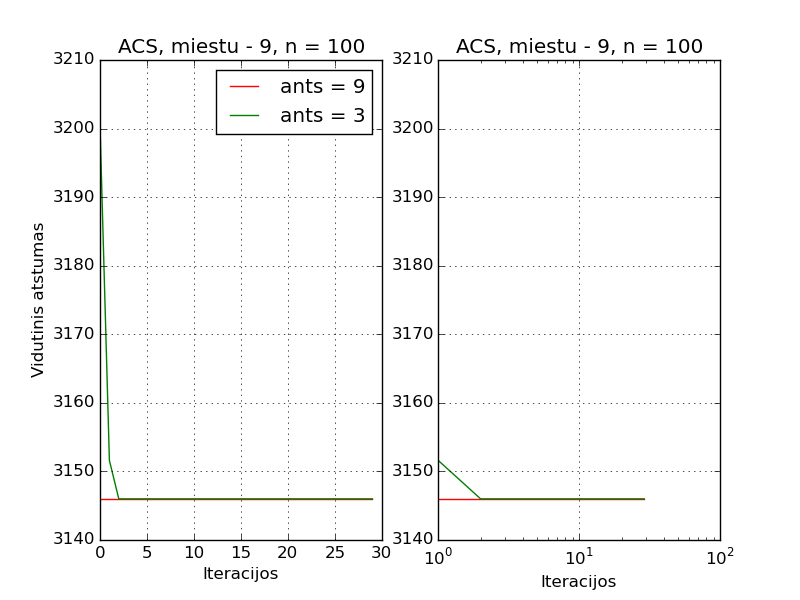 ACS, miestu - 9, n = 100
ants = 9
ants = 3
3210
3200
3190
3180
3170
3160
3150
3140
Vidutinis atstumas
0 5 10 15 20 25 30
Iteracijos
ACS, miestu - 9, n = 100
3210
3200
3190
3180
3170
3160
3150
3140
10⁰ 10¹ 10²
Iteracijos